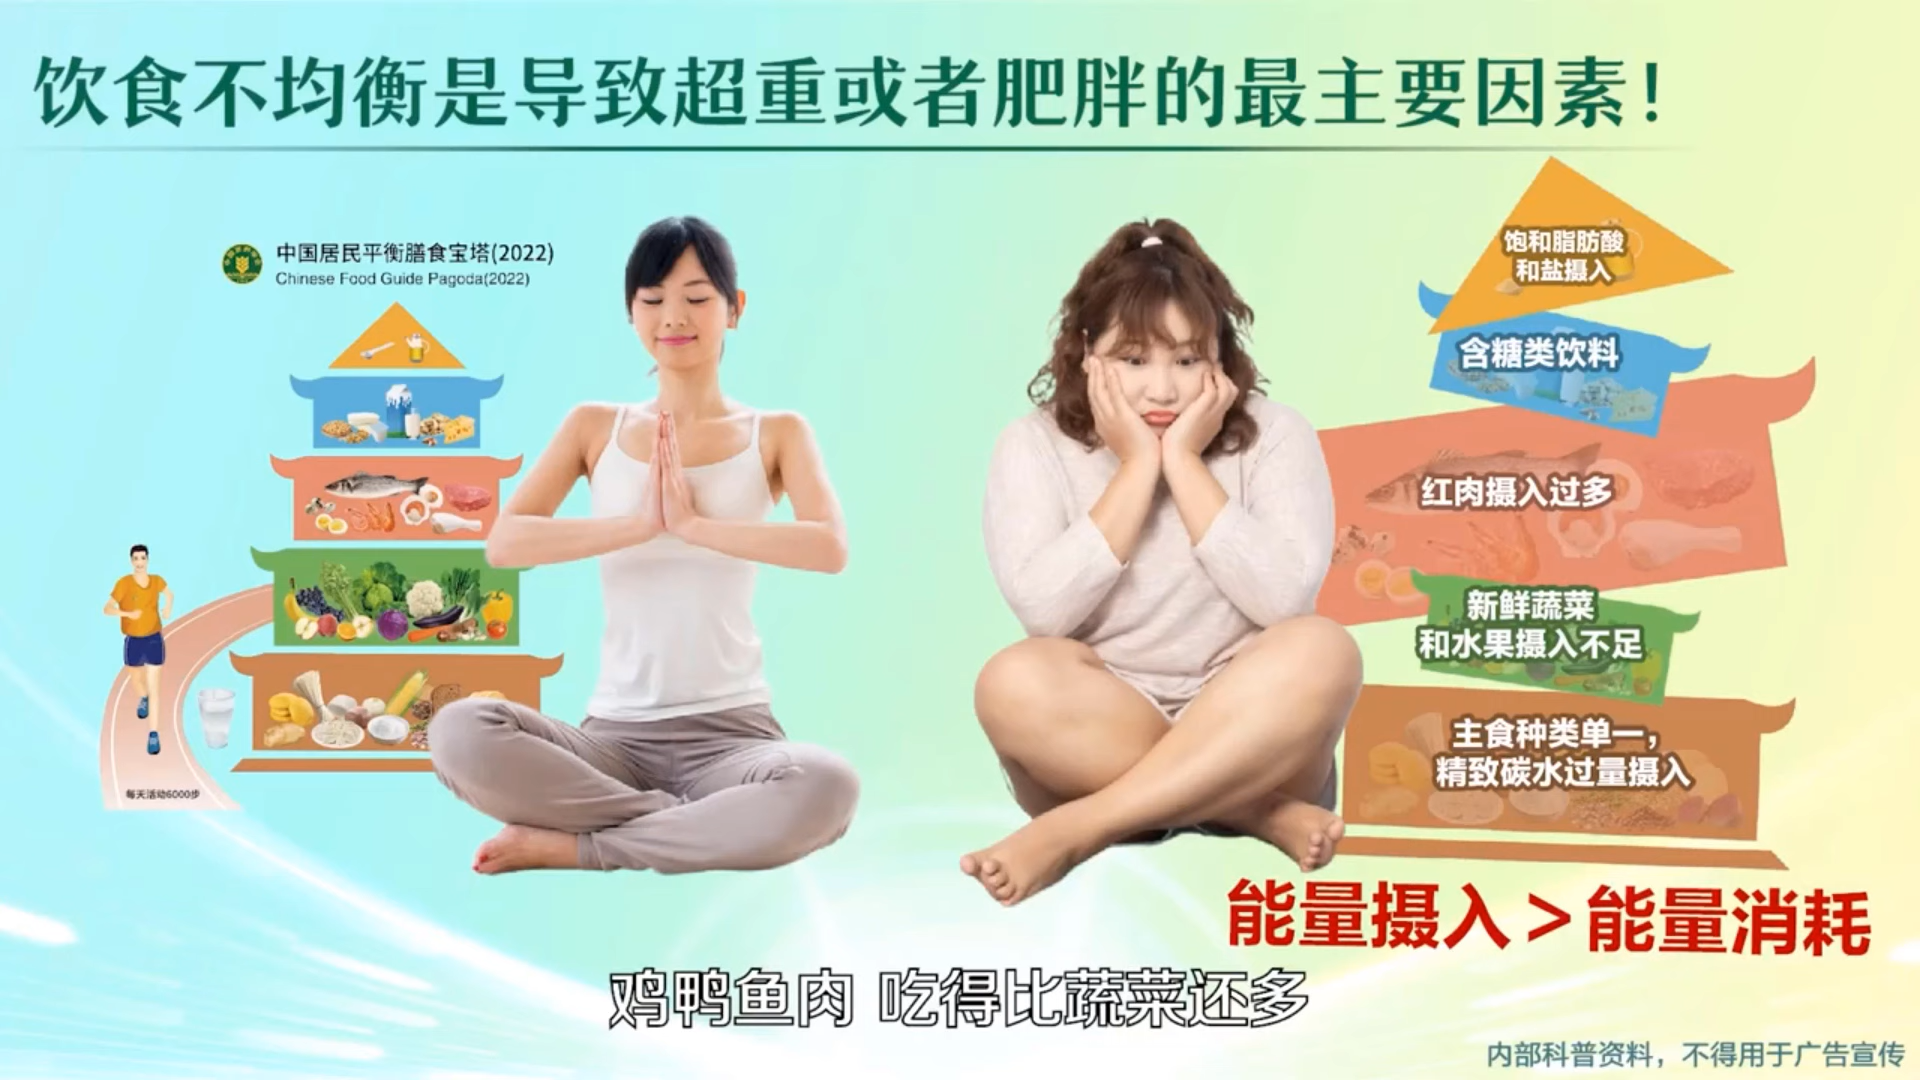 饮食不均衡是导致超重或者肥胖的最主要因素！
中国居民平衡膳食宝塔(2022)
Chinese Food Guide Pagoda(2022)
每天活动6000步
饱和脂肪酸
和盐摄入
含糖类饮料
红肉摄入过多
新鲜蔬菜
和水果摄入不足
主食种类单一，
精致碳水过量摄入
能量摄入>能量消耗
鸡鸭鱼肉 吃得比蔬菜还多
内部科普资料，不得用于广告宣传